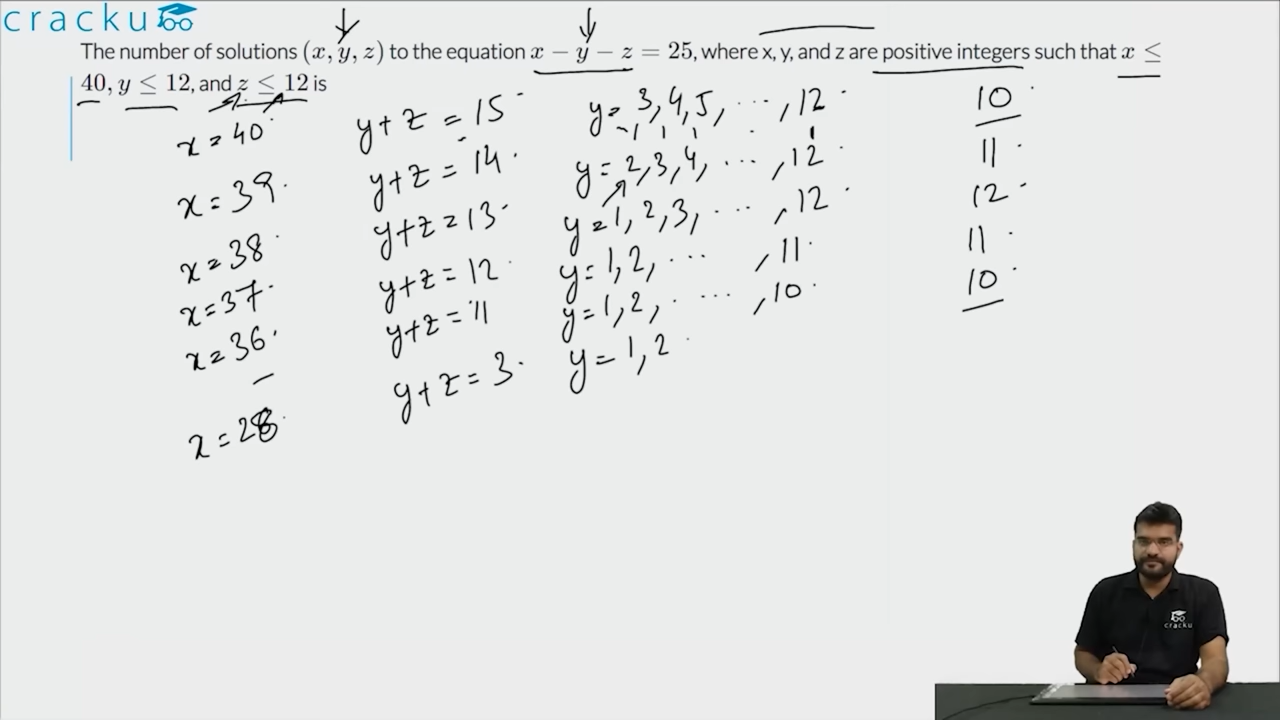 cracku
The number of solutions (x, y, z) to the equation x − y − z = 25, where x, y, and z are positive integers such that x ≤
40, y ≤ 12, and z ≤ 12 is
x = 40 y+z = 15 y = 3, 4, 5, ..., 12 10
x = 39 y+z = 14 y = 2, 3, 4, ..., 12 11
x = 38 y+z = 13 y = 1, 2, 3, ..., 12 12
x = 37 y+z = 12 y = 1, 2, ..., 11 11
x = 36 y+z = 11 y = 1, 2, ..., 10 10
x = 28 y+z = 3 y = 1, 2
cracku